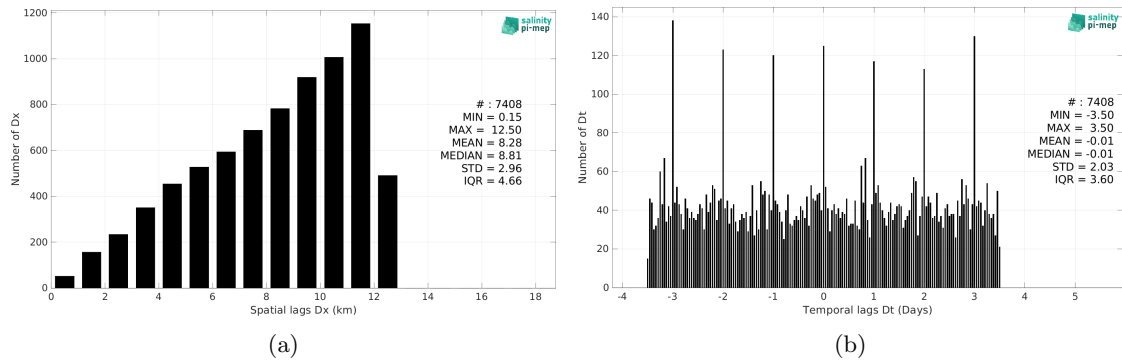 1200
1000
800
600
400
200
0
Number of Dx
salinity
pi-mep
# : 7408
MIN = 0.15
MAX = 12.50
MEAN = 8.28
MEDIAN = 8.81
STD = 2.96
IQR = 4.66
0 2 4 6 8 10 12 14 16 18
Spatial lags Dx (km)
(a)
140
120
100
80
60
40
20
0
Number of Dt
salinity
pi-mep
# : 7408
MIN = -3.50
MAX = 3.50
MEAN = -0.01
MEDIAN = -0.01
STD = 2.03
IQR = 3.60
-4 -3 -2 -1 0 1 2 3 4 5
Temporal lags Dt (Days)
(b)